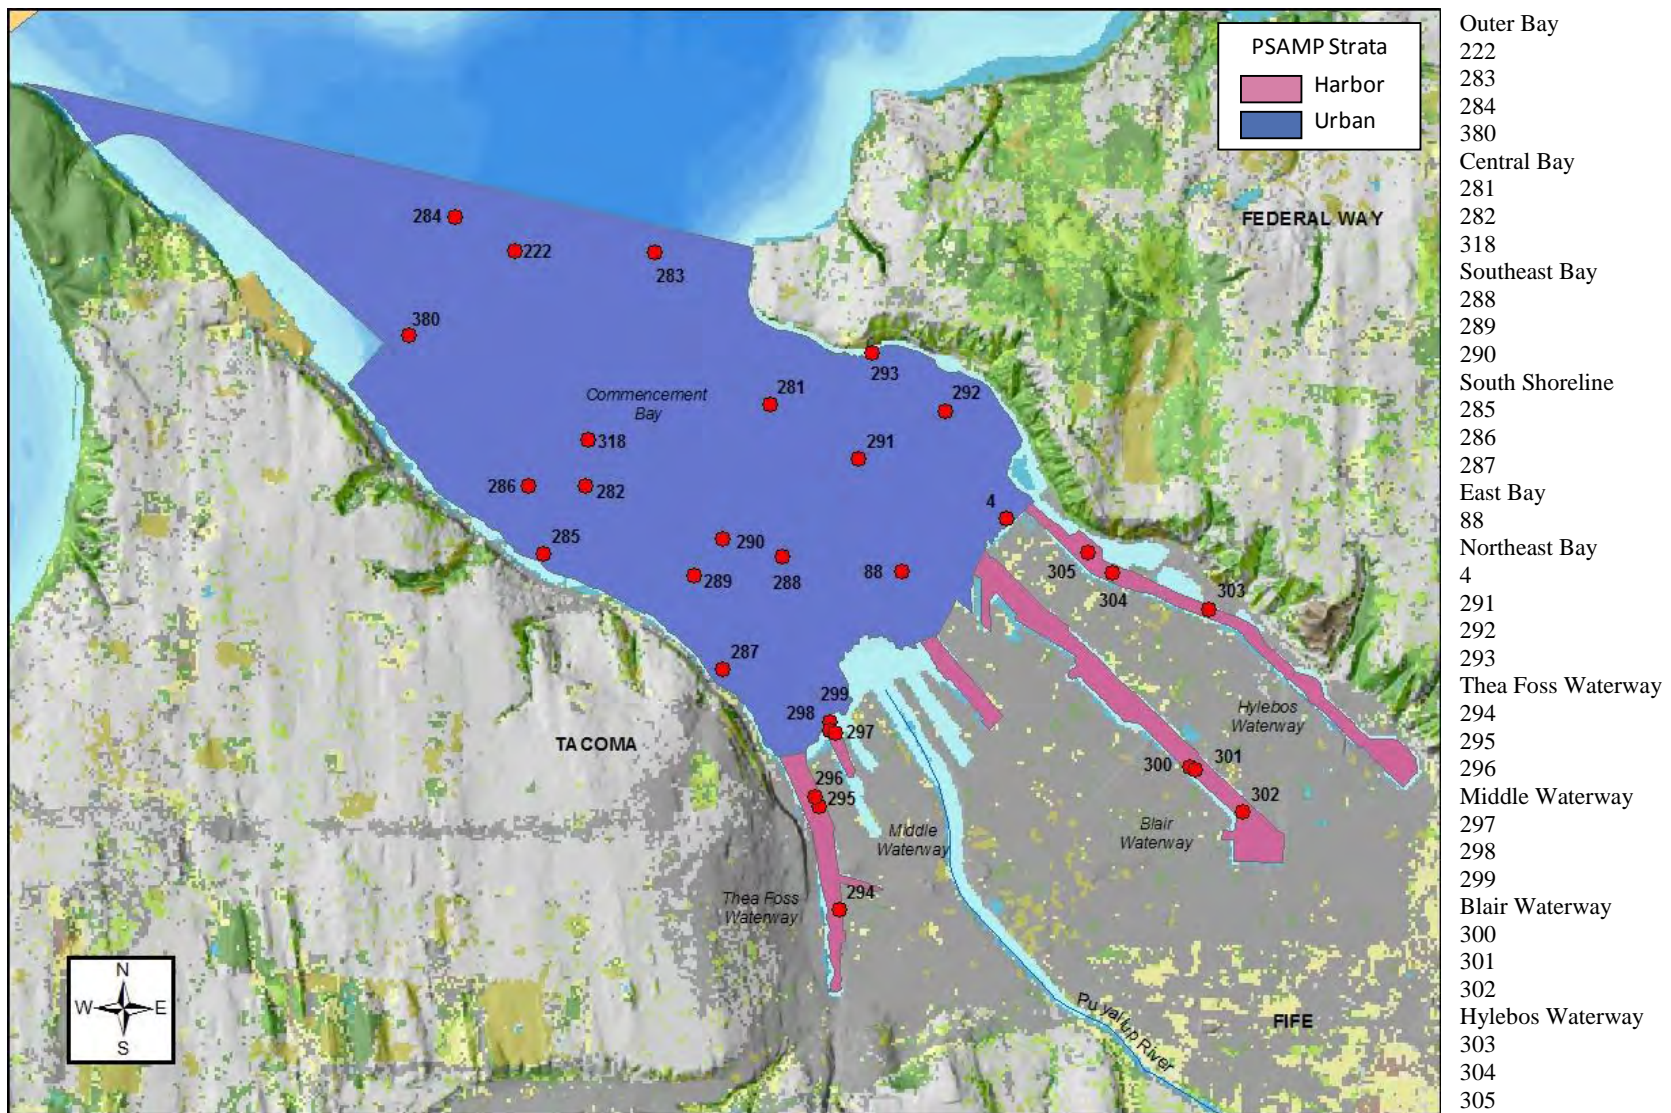 PSAMP Strata
Harbor
Urban
FEDERAL WAY
284
222
283
380
293
281
292
Commencement
Bay
318
291
286
282
4
285
290
289
288
88
305
304
303
287
299
298
297
Hylebos
Waterway
TACOMA
300
301
296
295
302
Middle
Waterway
Blair
Waterway
294
Thea Foss
Waterway
N
W
E
S
Puyallup River
FIFE
Outer Bay
222
283
284
380
Central Bay
281
282
318
Southeast Bay
288
289
290
South Shoreline
285
286
287
East Bay
88
Northeast Bay
4
291
292
293
Thea Foss Waterway
294
295
296
Middle Waterway
297
298
299
Blair Waterway
300
301
302
Hylebos Waterway
303
304
305